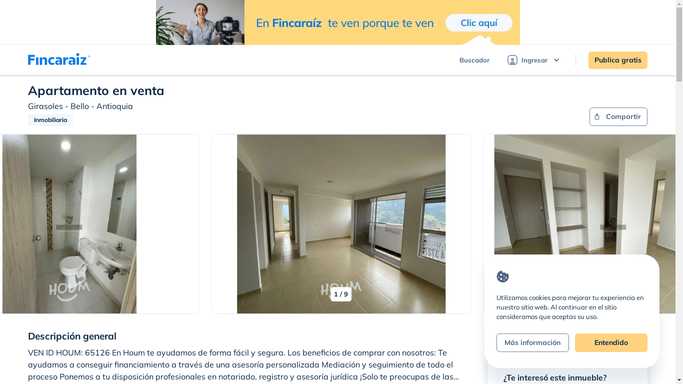 En Fincaraíz te ven porque te ven
Clic aquí
Fincaraíz
Buscador
Ingresar
Publica gratis
Apartamento en venta
Girasoles - Bello - Antioquia
Inmobiliaria
Compartir
HOUM
HOUM
1 / 9
Utilizamos cookies para mejorar tu experiencia en
nuestro sitio web. Al continuar en el sitio
consideramos que aceptas su uso.
Más información
Entendido
Descripción general
VEN ID HOUM: 65126 En Houm te ayudamos de forma fácil y segura. Los beneficios de comprar con nosotros: Te
ayudamos a conseguir financiamiento a través de una asesoría personalizada Mediación y seguimiento de todo el
proceso Ponemos a tu disposición profesionales en notariado, registro y asesoría jurídica ¡Solo te preocupas de las...
¿Te interesó este inmueble?